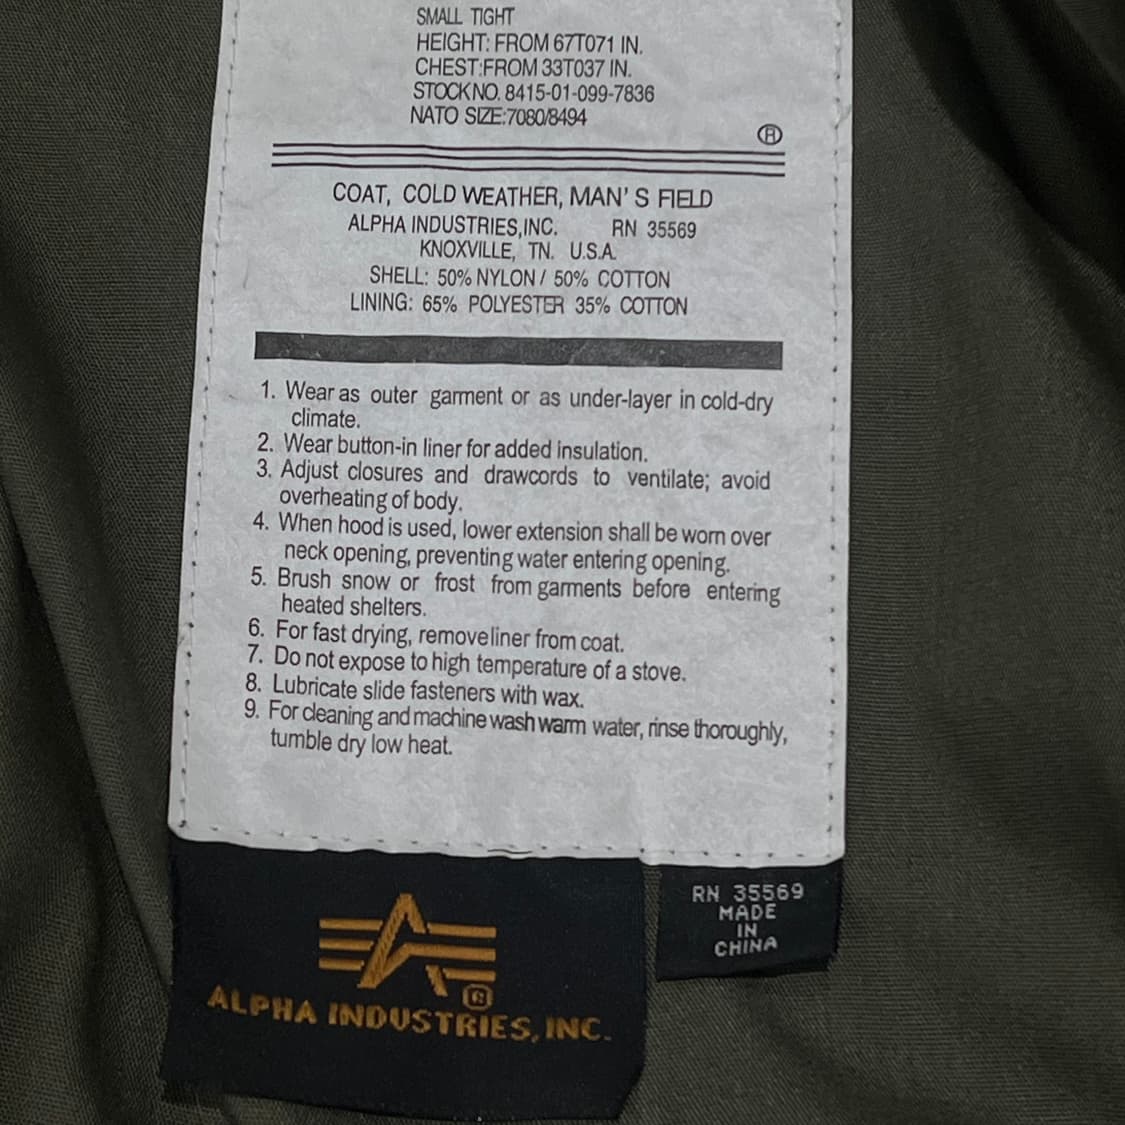 SMALL TIGHT
HEIGHT: FROM 67T071 IN.
CHEST:FROM 33T037 IN.
STOCK NO. 8415-01-099-7836
NATO SIZE:7080/8494
COAT, COLD WEATHER, MAN'S FIELD
ALPHA INDUSTRIES,INC. RN 35569
KNOXVILLE, TN. U.S.A.
SHELL: 50% NYLON / 50% COTTON
LINING: 65% POLYESTER 35% COTTON
1. Wear as outer garment or as under-layer in cold-dry
climate.
2. Wear button-in liner for added insulation.
3. Adjust closures and drawcords to ventilate; avoid
overheating of body.
4. When hood is used, lower extension shall be worn over
neck opening, preventing water entering opening.
5. Brush snow or frost from garments before entering
heated shelters.
6. For fast drying, remove liner from coat.
7. Do not expose to high temperature of a stove.
8. Lubricate slide fasteners with wax.
9. For cleaning and machine wash warm water, rinse thoroughly,
tumble dry low heat.
ALPHA INDUSTRIES, INC.
RN 35569
MADE
IN
CHINA